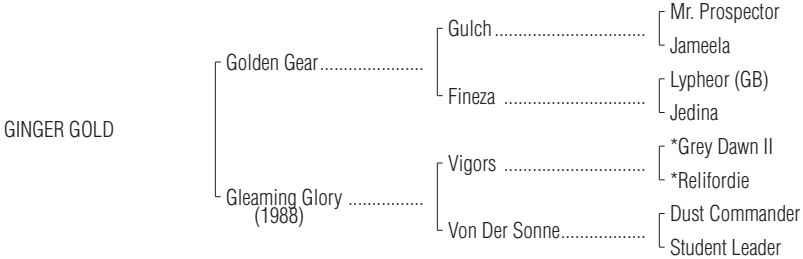 Mr. Prospector
Gulch ................................
Jameela
Golden Gear......................
Lypheor (GB)
Fineza ..............................
Jedina
GINGER GOLD
*Grey Dawn II
Vigors ..............................
*Relifordie
Gleaming Glory ................
(1988)
Dust Commander
Von Der Sonne..................
Student Leader